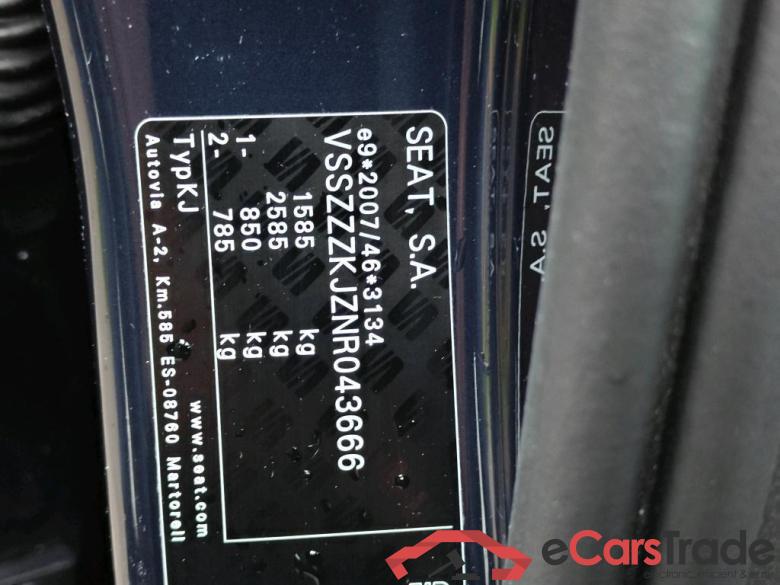 SEAT, S.A.
e9*2007/46*3134
VSSZZZKJZNR043666
1585 kg
2585 kg
1- 850 kg
2- 785 kg
TypKJ
www.seat.com
Autovia A-2, Km.585 ES-08760 Martorell
SEAT, S.A.
eCarsTrade